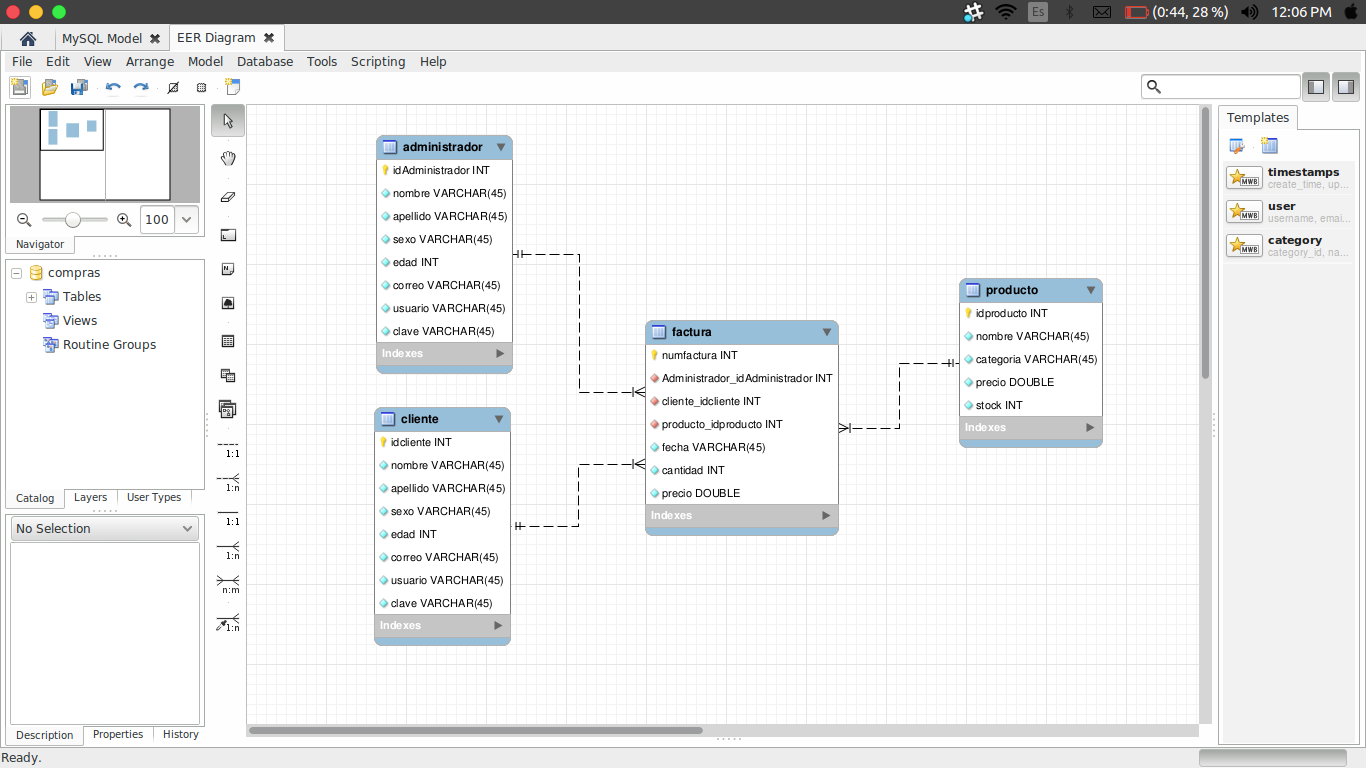 Es
(0:44, 28 %)
12:06 PM
MySQL Model
EER Diagram
File Edit View Arrange Model Database Tools Scripting Help
100
Navigator
compras
Tables
Views
Routine Groups
Catalog Layers User Types
No Selection
Description Properties History
Ready.
1:1
1:n
1:1
1:n
n:m
1:n
administrador
idAdministrador INT
nombre VARCHAR(45)
apellido VARCHAR(45)
sexo VARCHAR(45)
edad INT
correo VARCHAR(45)
usuario VARCHAR(45)
clave VARCHAR(45)
Indexes
cliente
idcliente INT
nombre VARCHAR(45)
apellido VARCHAR(45)
sexo VARCHAR(45)
edad INT
correo VARCHAR(45)
usuario VARCHAR(45)
clave VARCHAR(45)
Indexes
factura
numfactura INT
Administrador_idAdministrador INT
cliente_idcliente INT
producto_idproducto INT
fecha VARCHAR(45)
cantidad INT
precio DOUBLE
Indexes
producto
idproducto INT
nombre VARCHAR(45)
categoria VARCHAR(45)
precio DOUBLE
stock INT
Indexes
Templates
MWB
timestamps
create_time, up...
MWB
user
username, emai...
MWB
category
category_id, na...